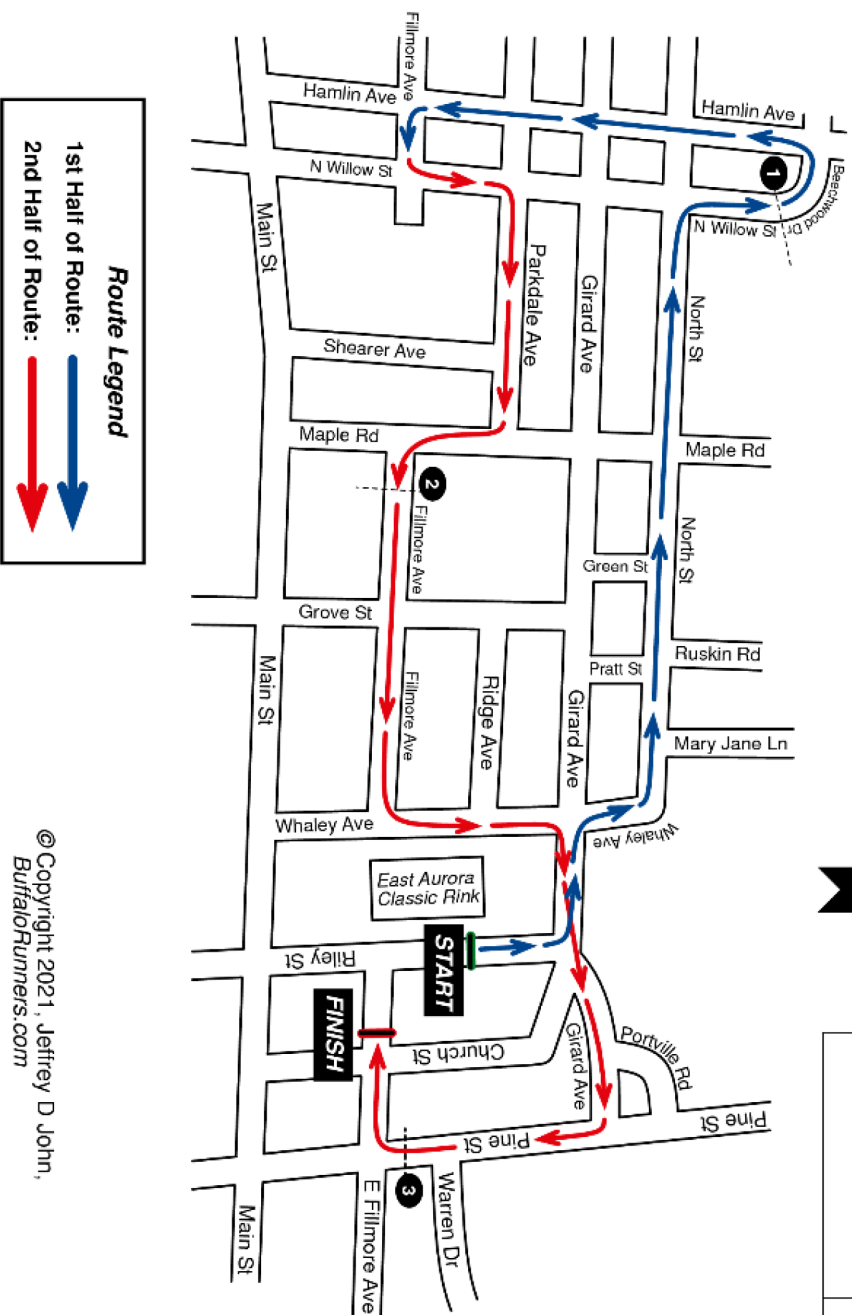 Fillmore Ave
Hamlin Ave
Hamlin Ave
1
Beechwood Dr
N Willow St
N Willow St
Main St
Parkdale Ave
Girard Ave
North St
Shearer Ave
Maple Rd
Maple Rd
2
Fillmore Ave
North St
Green St
Grove St
Ruskin Rd
Pratt St
Main St
Fillmore Ave
Ridge Ave
Girard Ave
Mary Jane Ln
Whaley Ave
Whaley Ave
East Aurora
Classic Rink
START
Riley St
FINISH
Church St
Girard Ave
Portville Rd
Pine St
Pine St
3
Warren Dr
E Fillmore Ave
Main St
Route Legend
1st Half of Route:
2nd Half of Route:
© Copyright 2021, Jeffrey D John,
BuffaloRunners.com